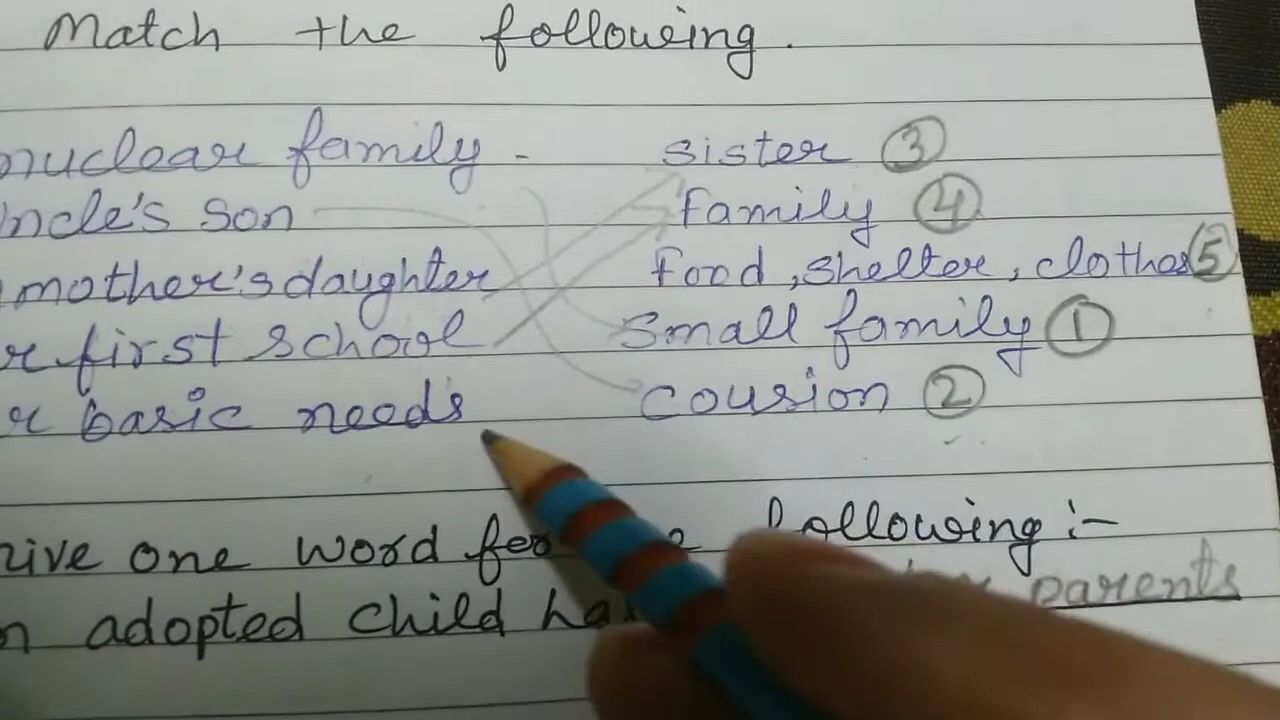 Match the following.
nuclear family - sister ③
ncle's son family ④
mother's daughter food, shelter, clothes ⑤
r first school small family ①
r basic needs cousion ②
ive one word for following :-
n adopted child ha parents